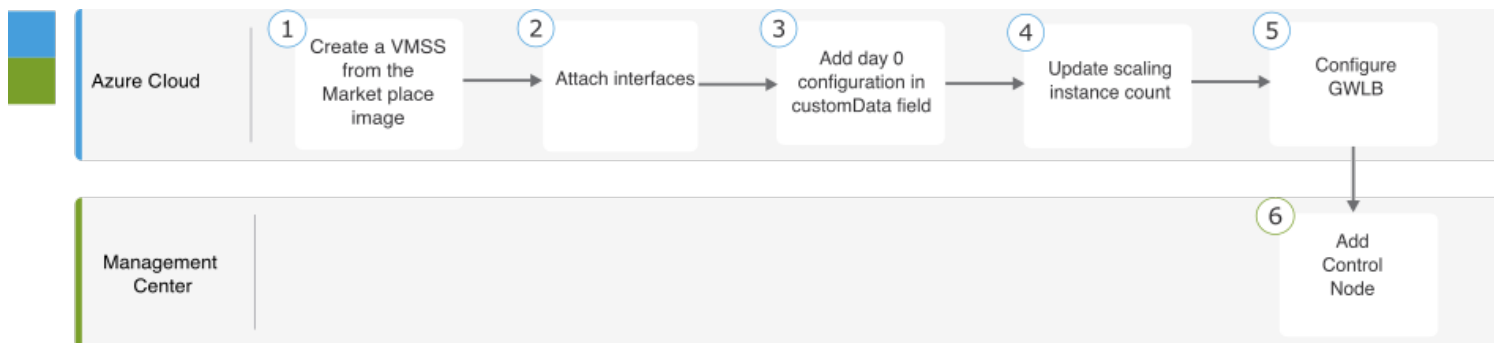 Azure Cloud
1
Create a VMSS
from the
Market place
image
2
Attach interfaces
3
Add day 0
configuration in
customData field
4
Update scaling
instance count
5
Configure
GWLB
Management
Center
6
Add
Control
Node